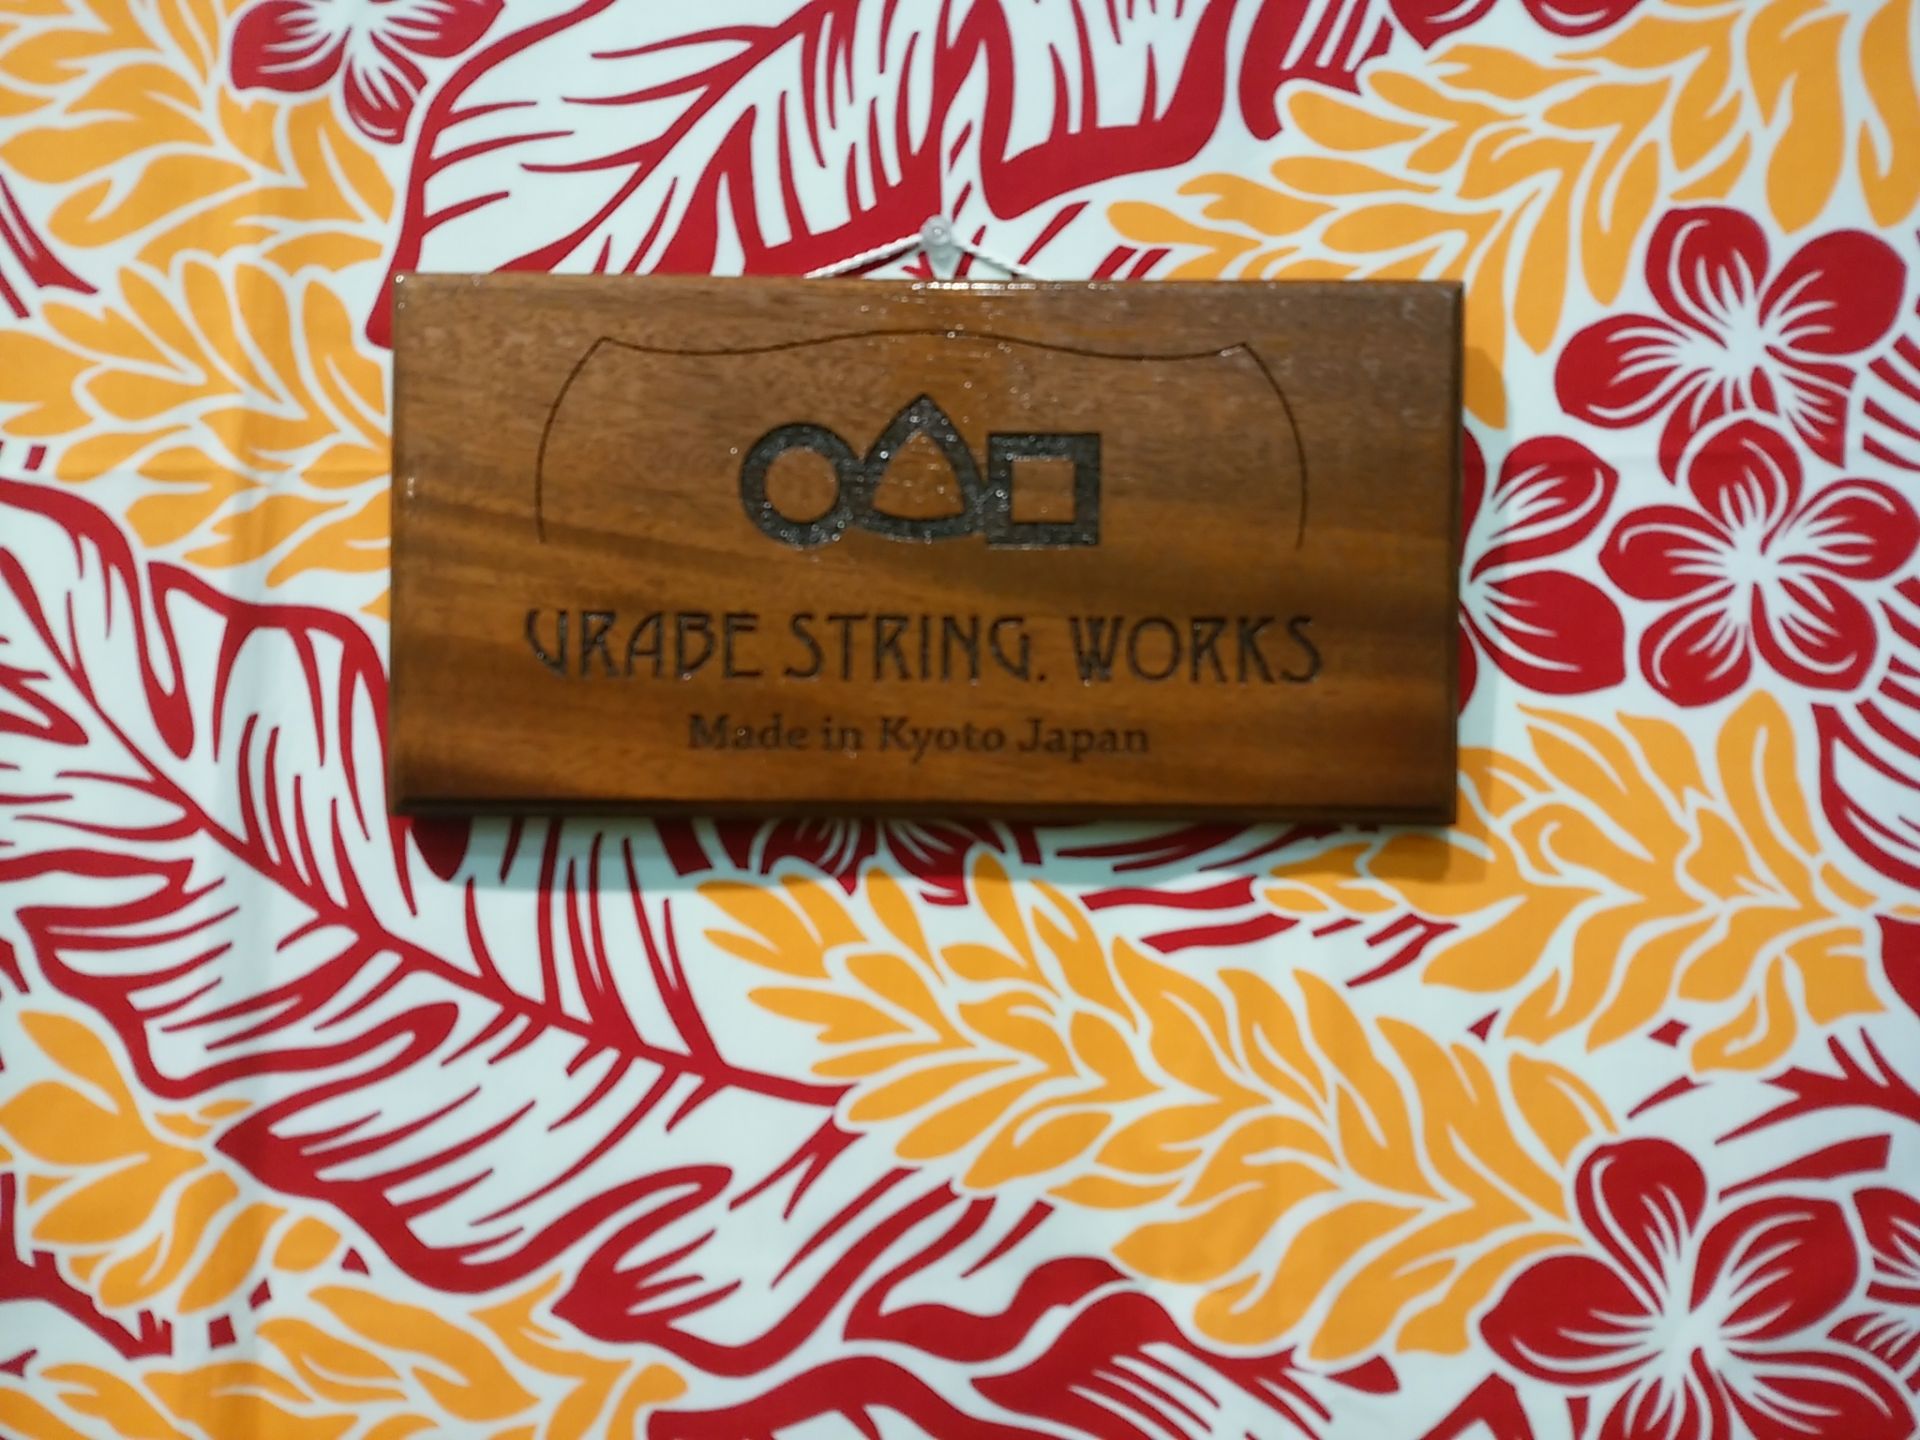 URABE STRING. WORKS
Made in Kyoto Japan